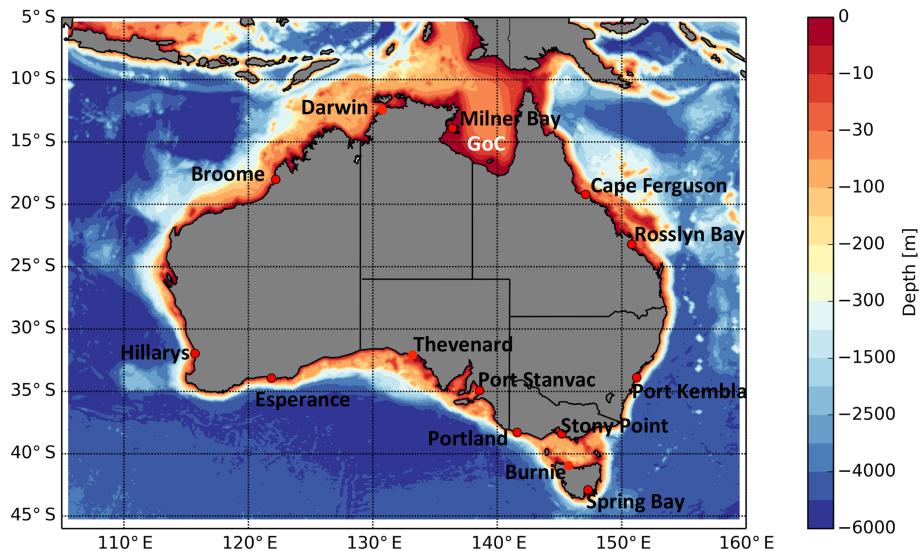 5° S
10° S
15° S
20° S
25° S
30° S
35° S
40° S
45° S
110° E
120° E
130° E
140° E
150° E
160° E
Darwin
Milner Bay
GoC
Broome
Cape Ferguson
Rosslyn Bay
Hillarys
Thevenard
Port Stanvac
Esperance
Port Kembla
Portland
Stony Point
Burnie
Spring Bay
0
−10
−30
−100
−200
−300
−1500
−2500
−4000
−6000
Depth [m]